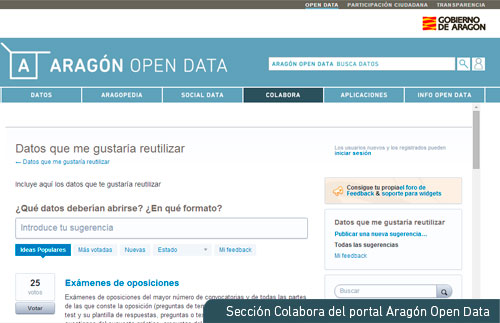 OPEN DATA PARTICIPACIÓN CIUDADANA TRANSPARENCIA
GOBIERNO
DE ARAGON
A ARAGÓN OPEN DATA
ARAGÓN OPEN DATA BUSCA DATOS
DATOS ARAGOPEDIA SOCIAL DATA COLABORA APLICACIONES INFO OPEN DATA
Datos que me gustaría reutilizar
← Datos que me gustaría reutilizar
Los usuarios nuevos y los registrados pueden
iniciar sesión
Incluye aquí los datos que te gustaría reutilizar
Consigue tu propia el foro de
Feedback & soporte para widgets
¿Qué datos deberían abrirse? ¿En qué formato?
Introduce tu sugerencia
Ideas Populares Más votadas Nuevas Estado Mi feedback
Datos que me gustaría reutilizar
Publicar una nueva sugerencia…
Todas las sugerencias
Mi feedback
Buscar
25
votos
Votar
Exámenes de oposiciones
Exámenes de oposiciones del mayor número de convocatorias y de todas las
partes de las que conste la oposición (preguntas de
test y su plantilla de respuestas, preguntas o
Sección Colabora del portal Aragón Open Data